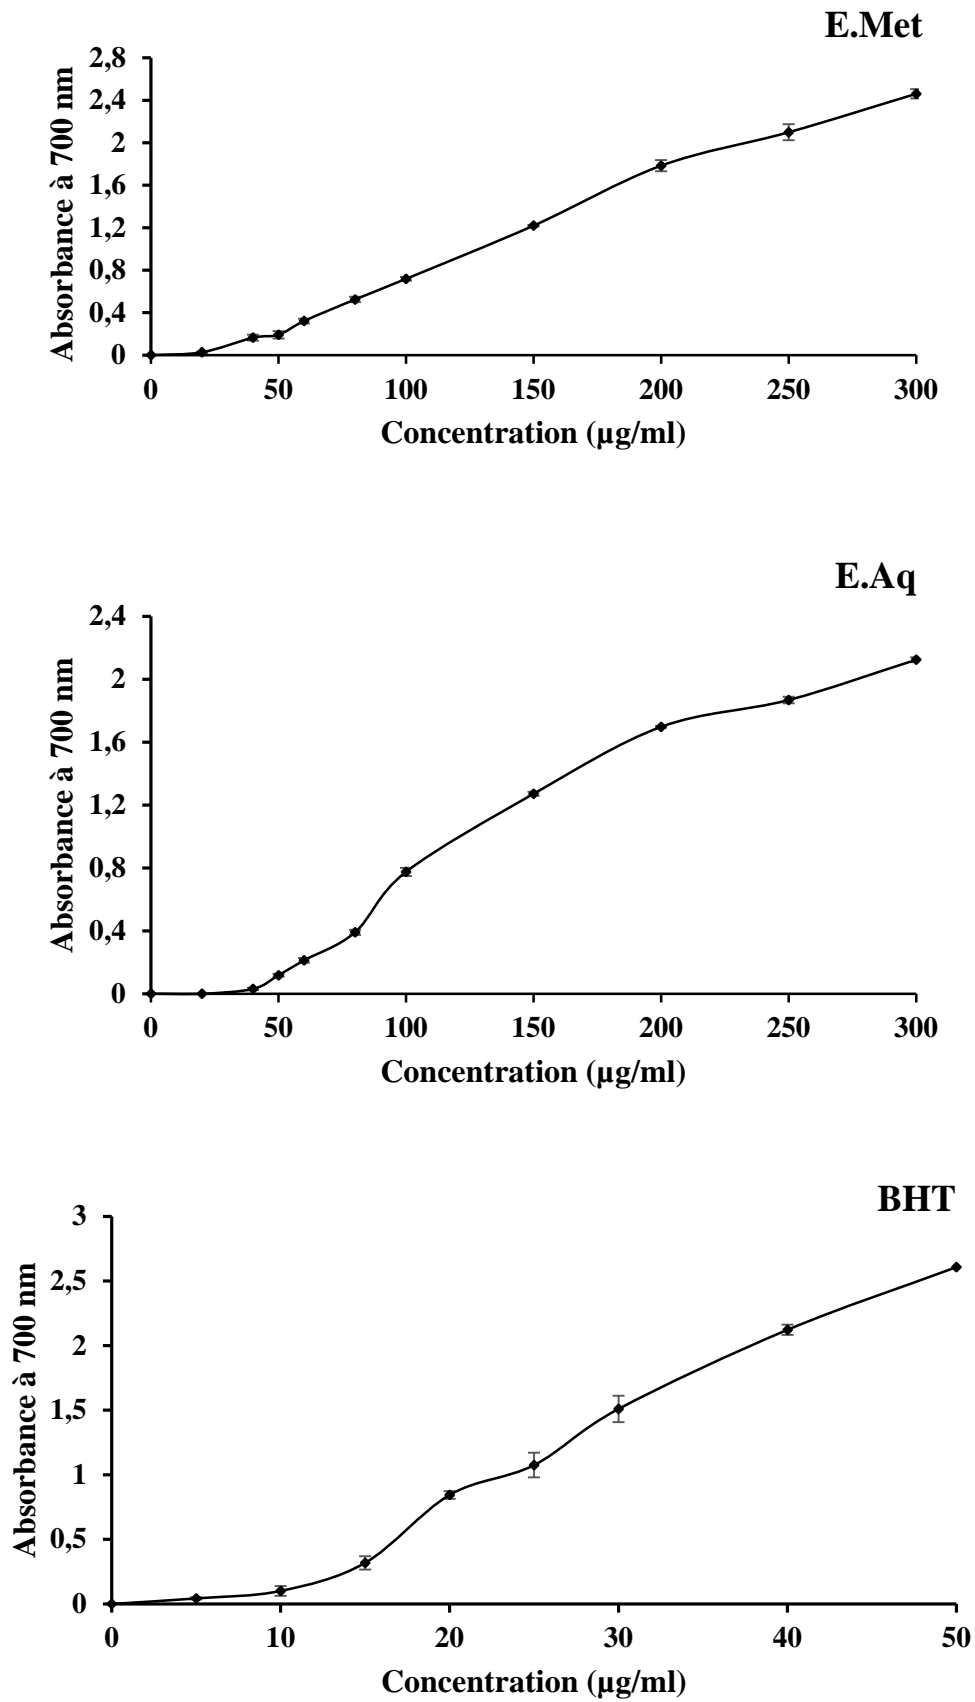 E.Met
2,8
2,4
2
1,6
1,2
0,8
0,4
0
Absorbance à 700 nm
0 50 100 150 200 250 300
Concentration (µg/ml)
E.Aq
2,4
2
1,6
1,2
0,8
0,4
0
Absorbance à 700 nm
0 50 100 150 200 250 300
Concentration (µg/ml)
BHT
3
2,5
2
1,5
1
0,5
0
Absorbance à 700 nm
0 10 20 30 40 50
Concentration (µg/ml)